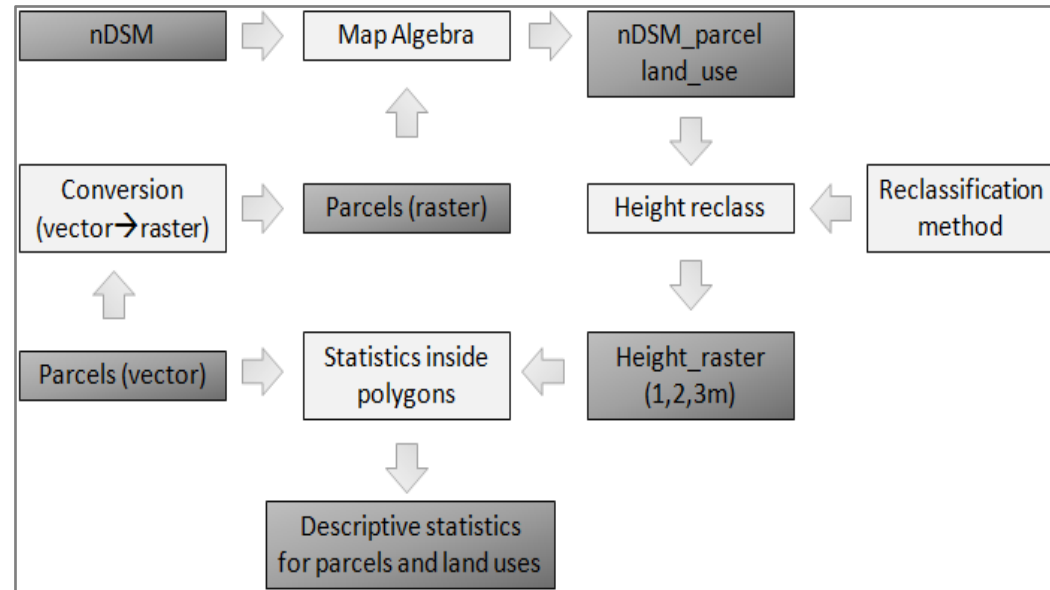 nDSM
Map Algebra
nDSM_parcel
land_use
Conversion
(vector→raster)
Parcels (raster)
Height reclass
Reclassification
method
Parcels (vector)
Statistics inside
polygons
Height_raster
(1,2,3m)
Descriptive statistics
for parcels and land uses